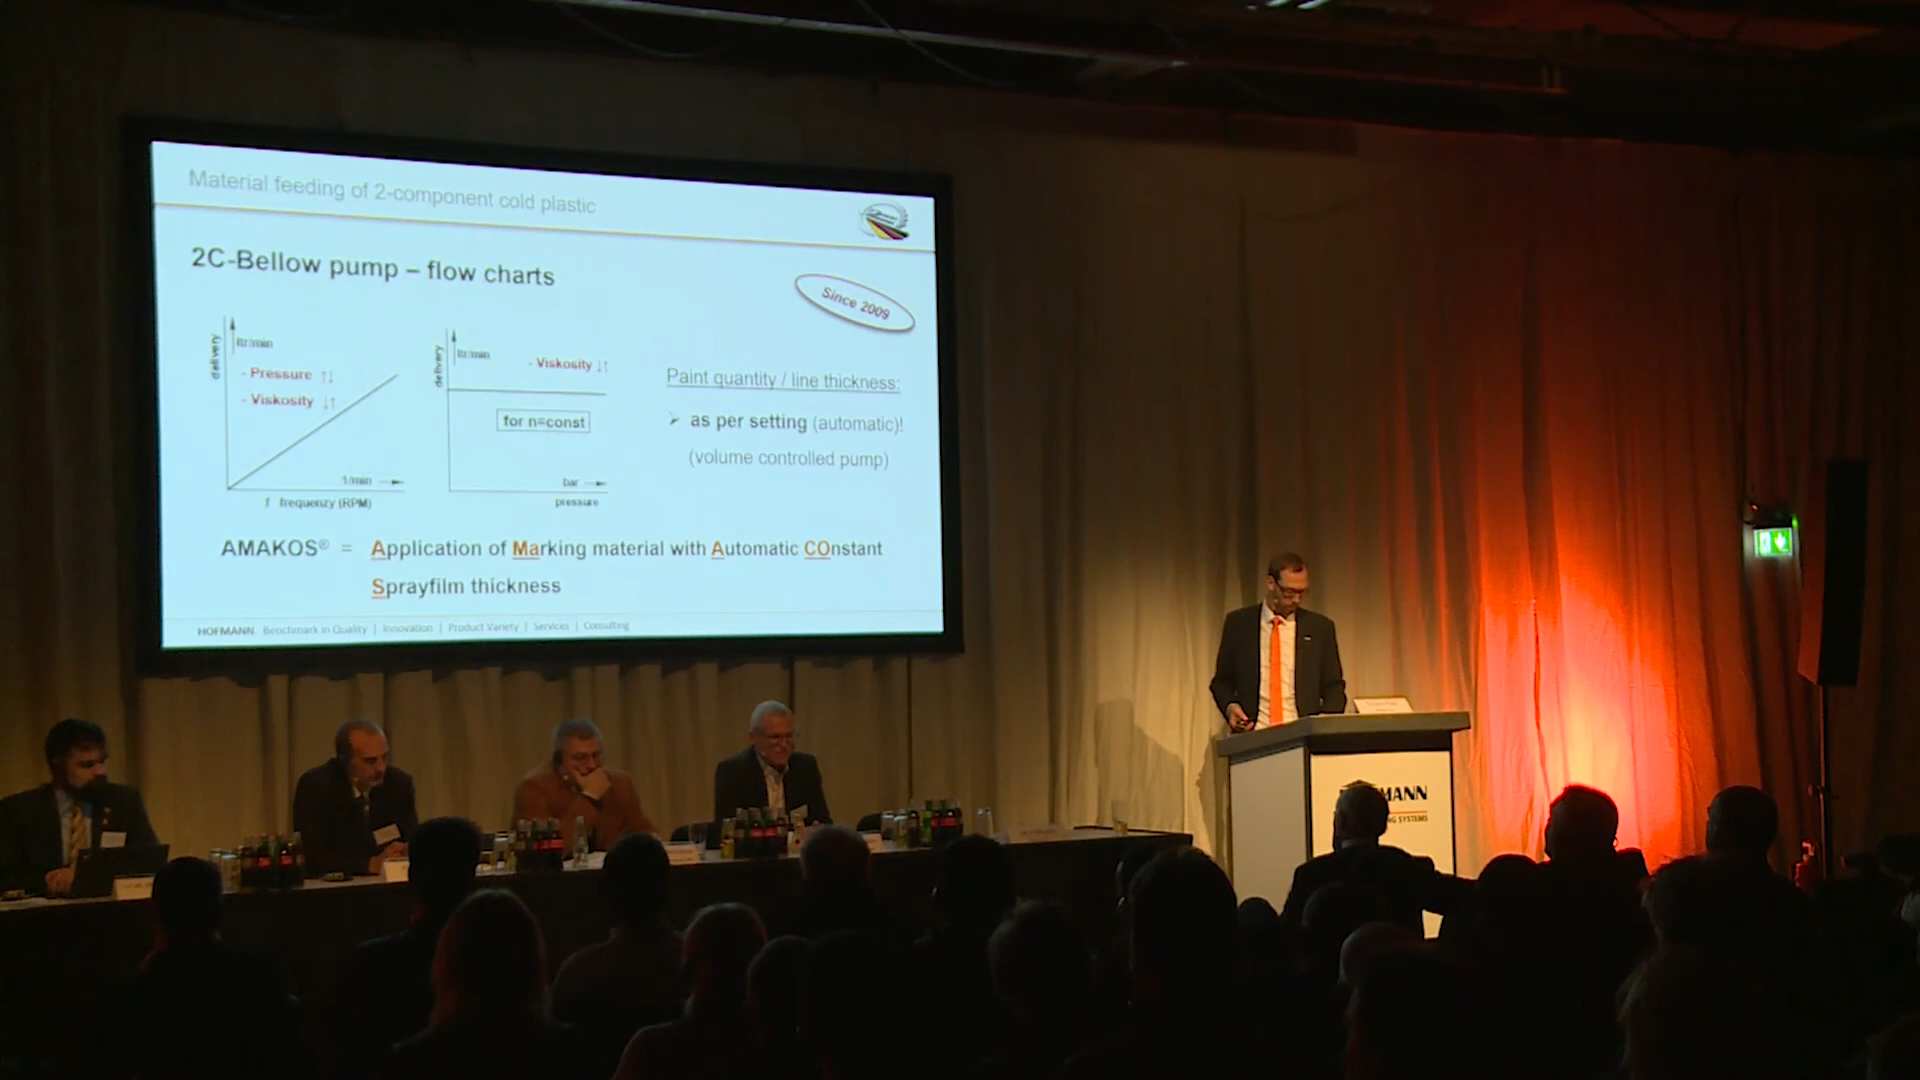 Material feeding of 2-component cold plastic
2C-Bellow pump – flow charts
Since 2009
delivery
ltr/min
- Pressure ↑↓
- Viskosity ↓↑
1/min
f frequenzy (RPM)
delivery
ltr/min
- Viskosity ↓↑
for n=const
bar
pressure
Paint quantity / line thickness:
➢ as per setting (automatic)!
(volume controlled pump)
AMAKOS® = Application of Marking material with Automatic COnstant
Sprayfilm thickness
HOFMANN Benchmark in Quality | Innovation | Product Variety | Services | Consulting
MANN
NG SYSTEMS